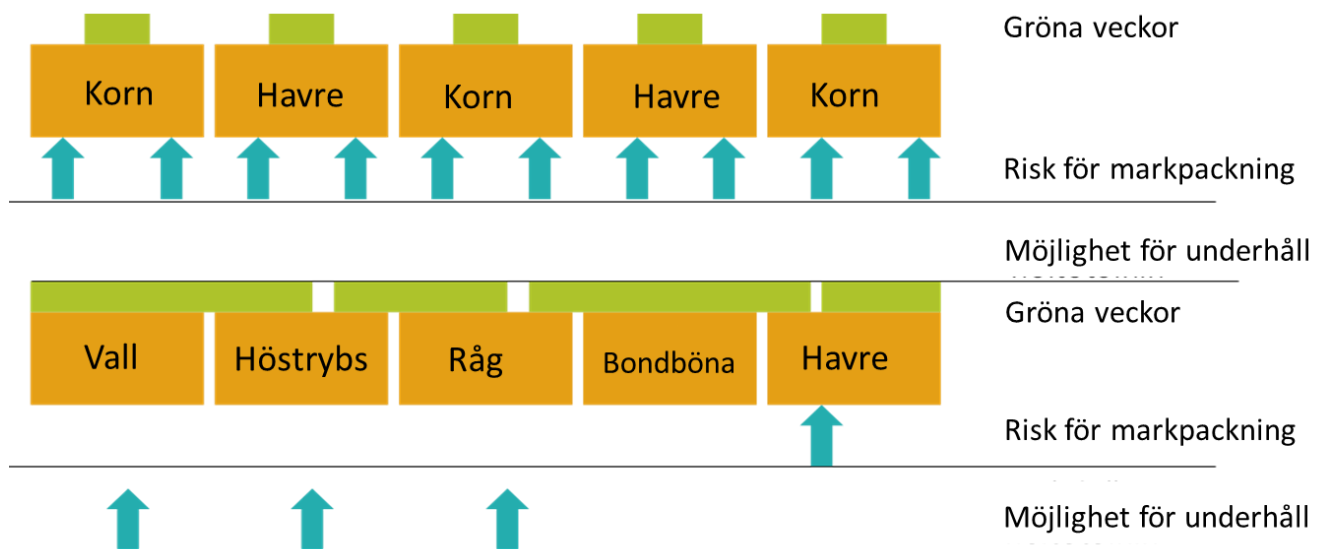 Gröna veckor
Korn Havre Korn Havre Korn
Risk för markpackning
Möjlighet för underhåll
Gröna veckor
Vall Höstrybs Råg Bondböna Havre
Risk för markpackning
Möjlighet för underhåll